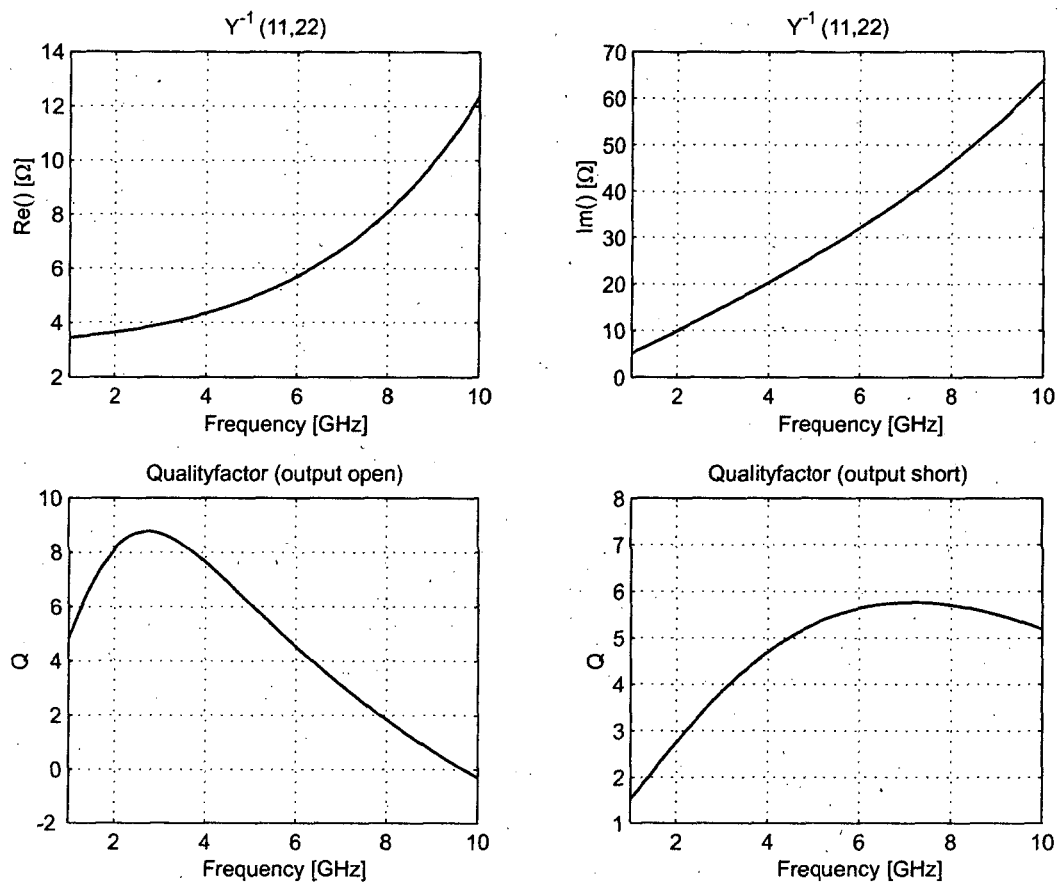 Y⁻¹ (11,22)
14
12
10
8
6
4
2
Re() [Ω]
2 4 6 8 10
Frequency [GHz]
Y⁻¹ (11,22)
70
60
50
40
30
20
10
0
Im() [Ω]
2 4 6 8 10
Frequency [GHz]
Qualityfactor (output open)
10
8
6
4
2
0
-2
Q
2 4 6 8 10
Frequency [GHz]
Qualityfactor (output short)
8
7
6
5
4
3
2
1
Q
2 4 6 8 10
Frequency [GHz]